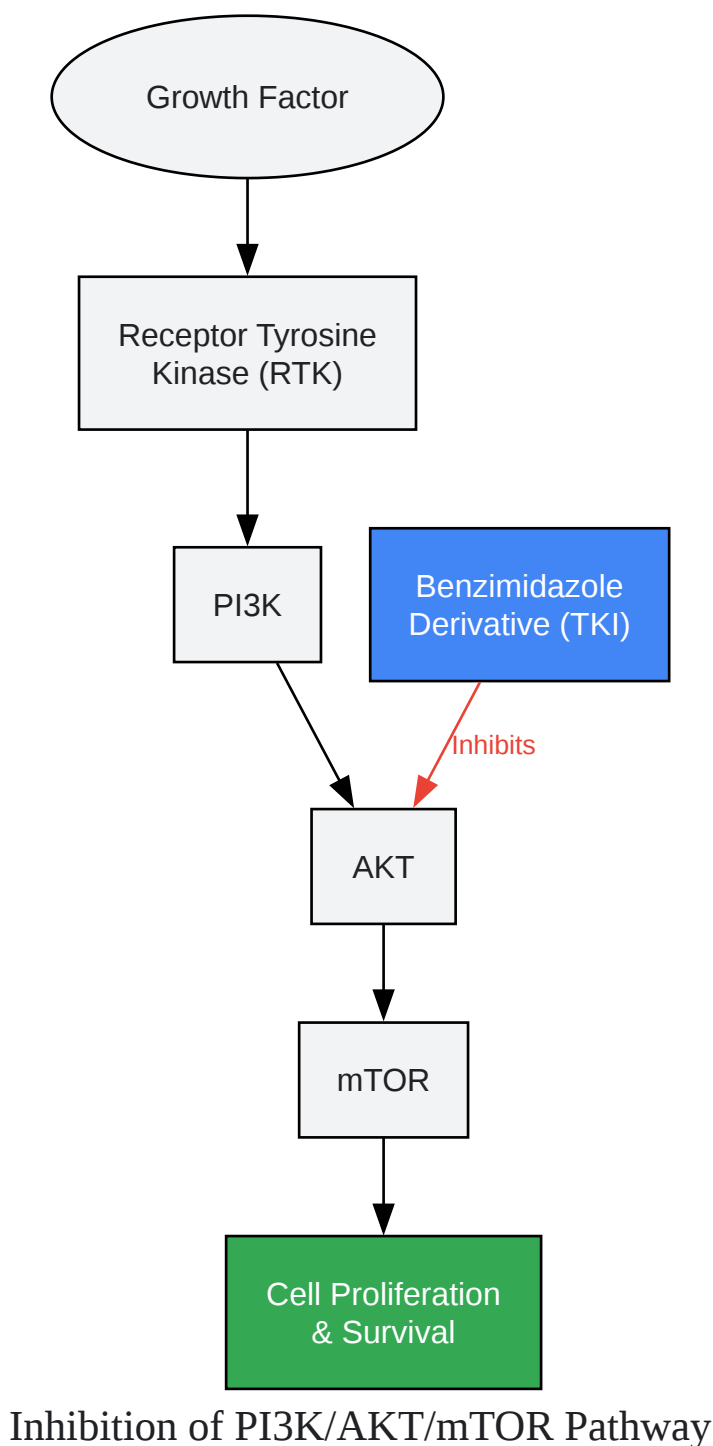 Growth Factor
Receptor Tyrosine
Kinase (RTK)
PI3K
Benzimidazole
Derivative (TKI)
Inhibits
AKT
mTOR
Cell Proliferation
& Survival
Inhibition of PI3K/AKT/mTOR Pathway